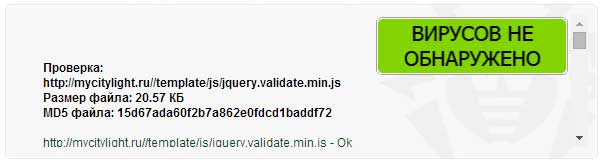 ВИРУСОВ НЕ
ОБНАРУЖЕНО
Проверка:
http://mycitylight.ru//template/js/jquery.validate.min.js
Размер файла: 20.57 КБ
MD5 файла: 15d67ada60f2b7a862e0fdcd1baddf72
http://mycitylight.ru//template/js/jquery.validate.min.js - Ok